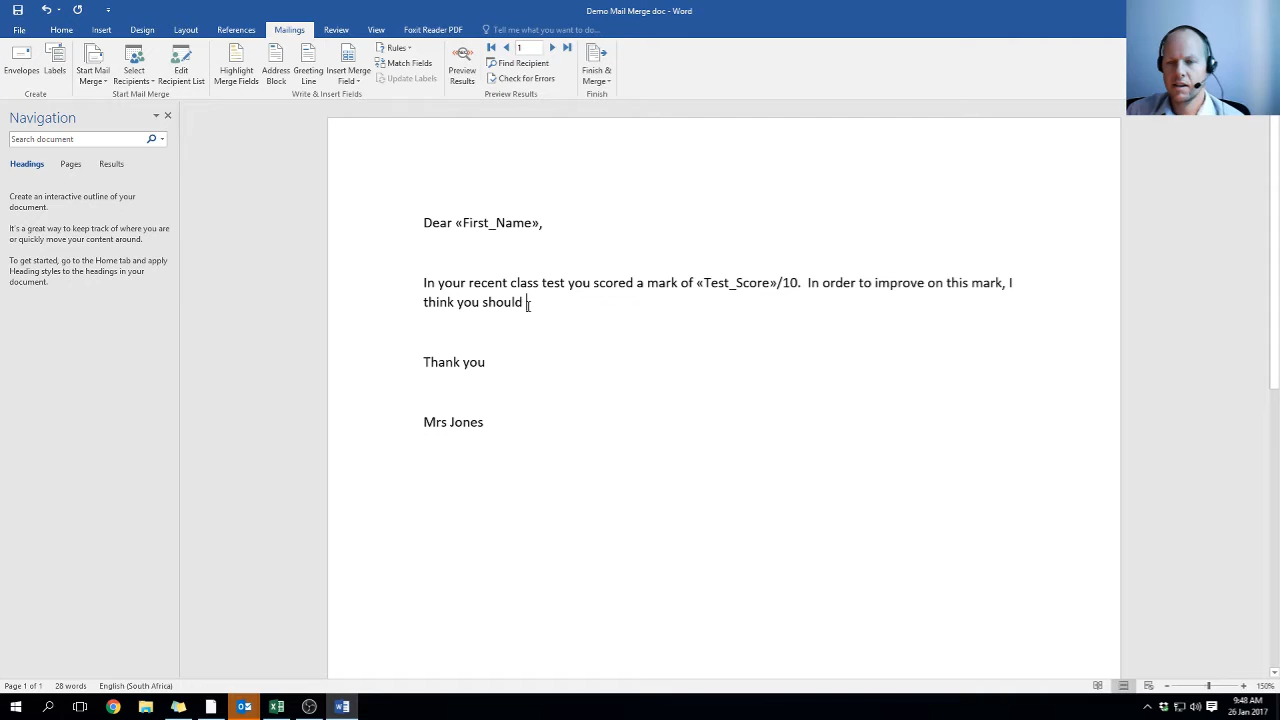 Demo Mail Merge doc - Word
File Home Insert Design Layout References Mailings Review View Foxit Reader PDF Tell me what you want to do...
Envelopes Labels Start Mail Merge Select Recipients Edit Recipient List Highlight Merge Fields Address Block Greeting Line Insert Merge Field Rules Match Fields Update Labels Preview Results 1 Find Recipient Check for Errors Finish & Merge
Create Start Mail Merge Write & Insert Fields Preview Results Finish
Navigation
Search document
Headings Pages Results
Create an interactive outline of your
document.
It's a great way to keep track of where you are
or quickly move your content around.
To get started, go to the Home tab and apply
Heading styles to the headings in your
document.
Dear «First_Name»,
In your recent class test you scored a mark of «Test_Score»/10.  In order to improve on this mark, I
think you should
Thank you
Mrs Jones
Page 1 of 1 28 words English (South Africa) 150%
9:48 AM
26 Jan 2017